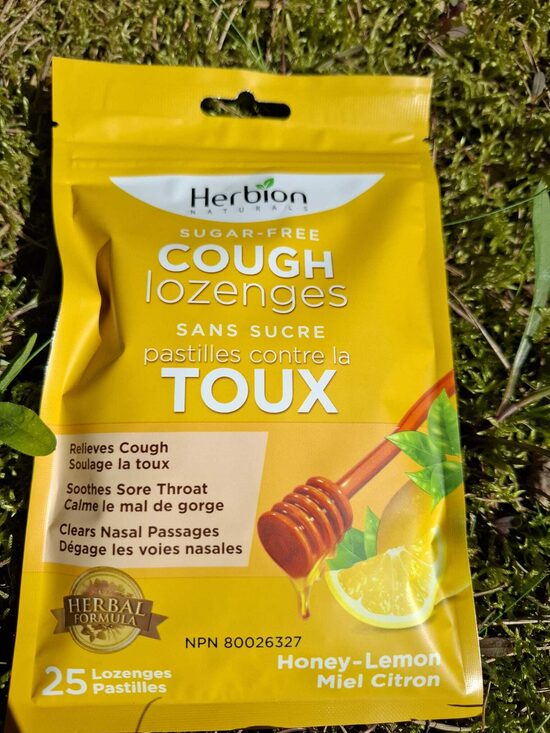 Herbion
NATURALS
SUGAR-FREE
COUGH
lozenges
SANS SUCRE
pastilles contre la
TOUX
Relieves Cough
Soulage la toux
Soothes Sore Throat
Calme le mal de gorge
Clears Nasal Passages
Dégage les voies nasales
HERBAL
FORMULA
NPN 80026327
25 Lozenges
Pastilles
Honey-Lemon
Miel Citron